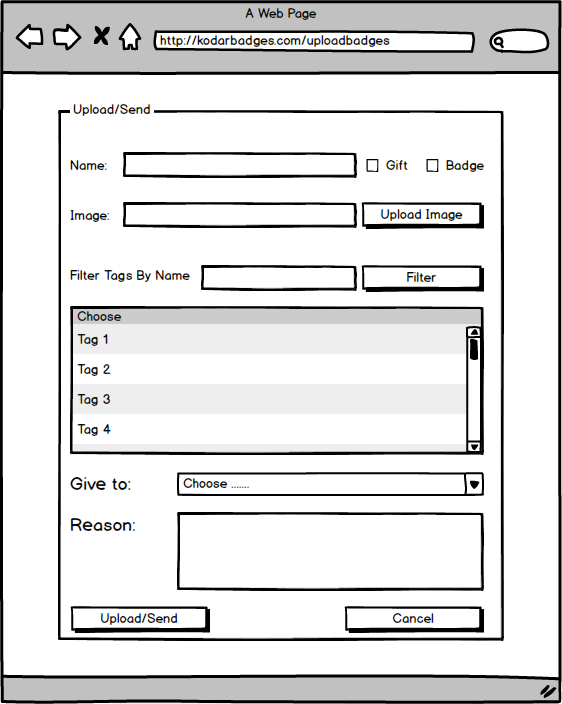 A Web Page
http://kodarbadges.com/uploadbadges
Upload/Send
Name: Gift Badge
Image: Upload Image
Filter Tags By Name Filter
Choose
Tag 1
Tag 2
Tag 3
Tag 4
Give to: Choose .......
Reason:
Upload/Send Cancel